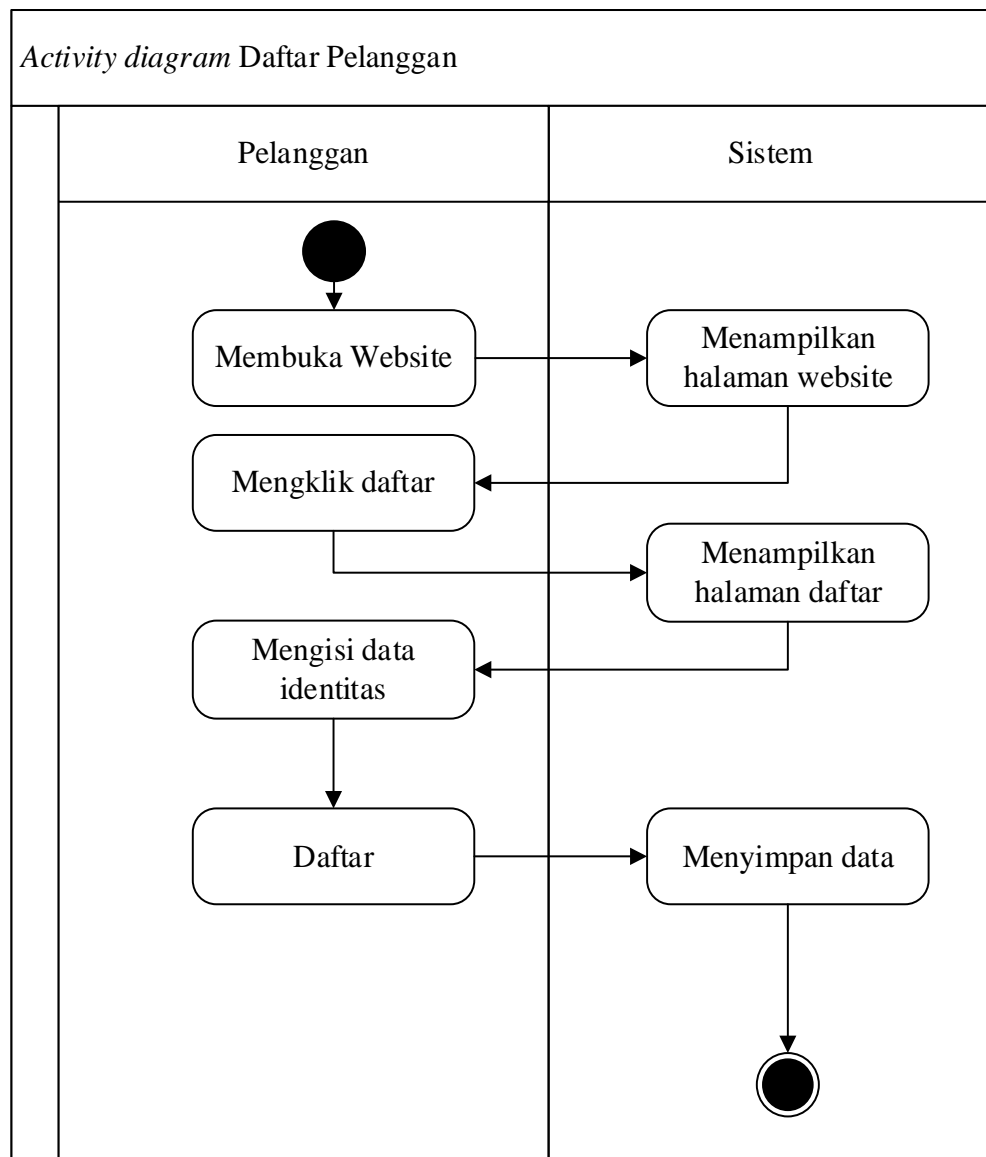 Activity diagram Daftar Pelanggan
Pelanggan
Sistem
Membuka Website
Menampilkan
halaman website
Mengklik daftar
Menampilkan
halaman daftar
Mengisi data
identitas
Daftar
Menyimpan data